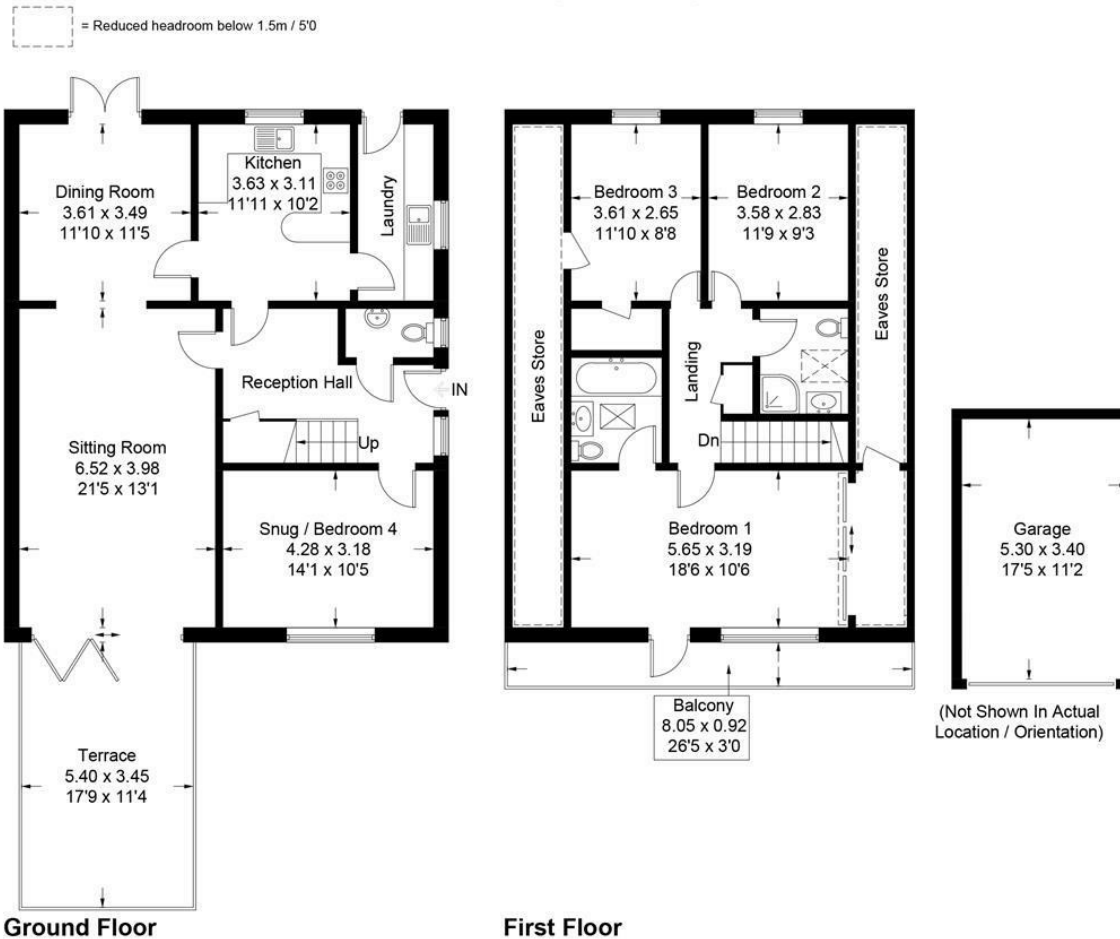 = Reduced headroom below 1.5m / 5'0
Dining Room
3.61 x 3.49
11'10 x 11'5
Kitchen
3.63 x 3.11
11'11 x 10'2
Laundry
Reception Hall
IN
Up
Sitting Room
6.52 x 3.98
21'5 x 13'1
Snug / Bedroom 4
4.28 x 3.18
14'1 x 10'5
Terrace
5.40 x 3.45
17'9 x 11'4
Ground Floor
Bedroom 3
3.61 x 2.65
11'10 x 8'8
Bedroom 2
3.58 x 2.83
11'9 x 9'3
Eaves Store
Eaves Store
Landing
Dn
Bedroom 1
5.65 x 3.19
18'6 x 10'6
Balcony
8.05 x 0.92
26'5 x 3'0
First Floor
Garage
5.30 x 3.40
17'5 x 11'2
(Not Shown In Actual
Location / Orientation)